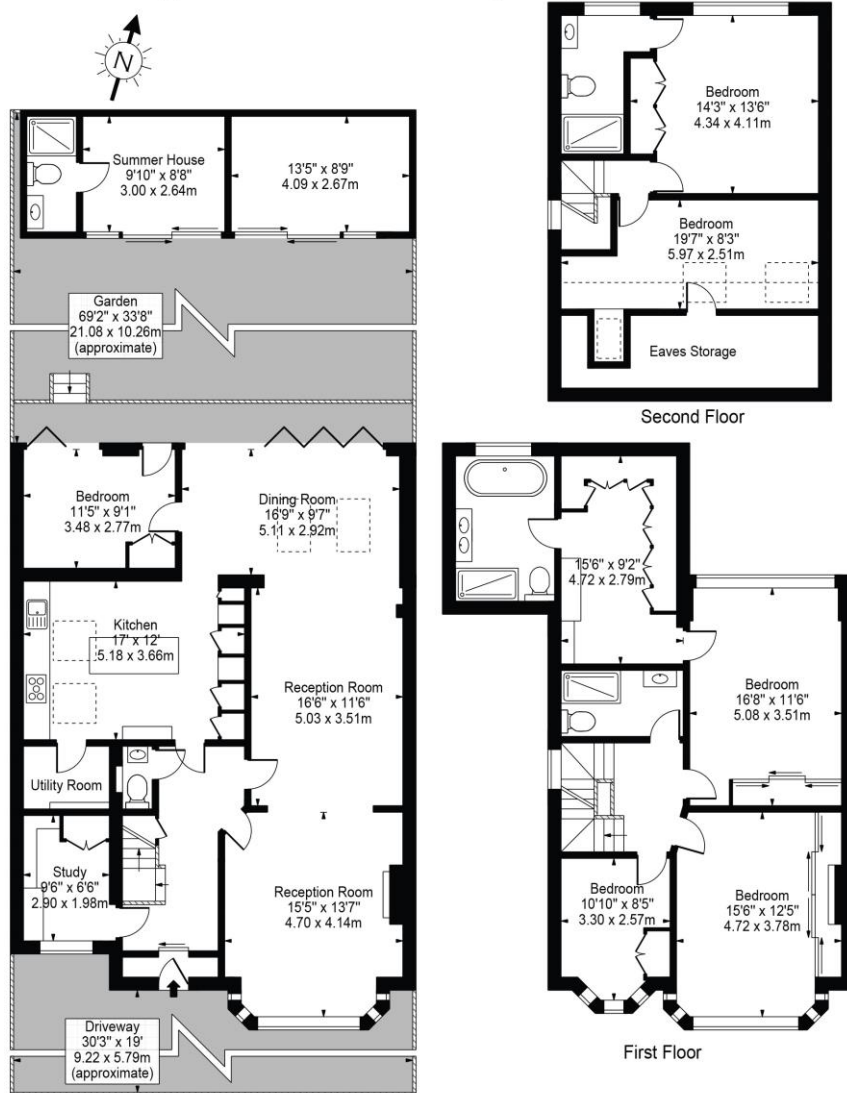 N
Summer House
9'10" x 8'8"
3.00 x 2.64m
13'5" x 8'9"
4.09 x 2.67m
Garden
69'2" x 33'8"
21.08 x 10.26m
(approximate)
Bedroom
11'5" x 9'1"
3.48 x 2.77m
Dining Room
16'9" x 9'7"
5.11 x 2.92m
Kitchen
17' x 12'
5.18 x 3.66m
Reception Room
16'6" x 11'6"
5.03 x 3.51m
Utility Room
Study
9'6" x 6'6"
2.90 x 1.98m
Reception Room
15'5" x 13'7"
4.70 x 4.14m
Driveway
30'3" x 19'
9.22 x 5.79m
(approximate)
Bedroom
14'3" x 13'6"
4.34 x 4.11m
Bedroom
19'7" x 8'3"
5.97 x 2.51m
Eaves Storage
Second Floor
15'6" x 9'2"
4.72 x 2.79m
Bedroom
16'8" x 11'6"
5.08 x 3.51m
Bedroom
10'10" x 8'5"
3.30 x 2.57m
Bedroom
15'6" x 12'5"
4.72 x 3.78m
First Floor